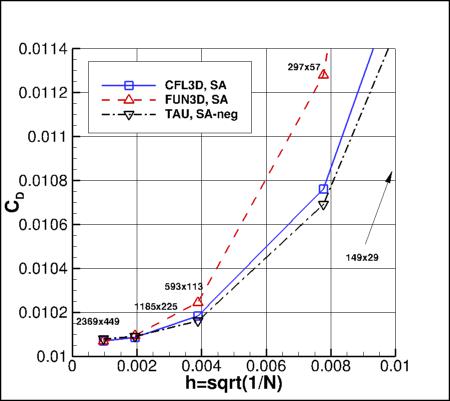 0.0114
0.0112
0.011
0.0108
0.0106
0.0104
0.0102
0.01
C_D
CFL3D, SA
FUN3D, SA
TAU, SA-neg
297x57
149x29
593x113
1185x225
2369x449
0 0.002 0.004 0.006 0.008 0.01
h=sqrt(1/N)